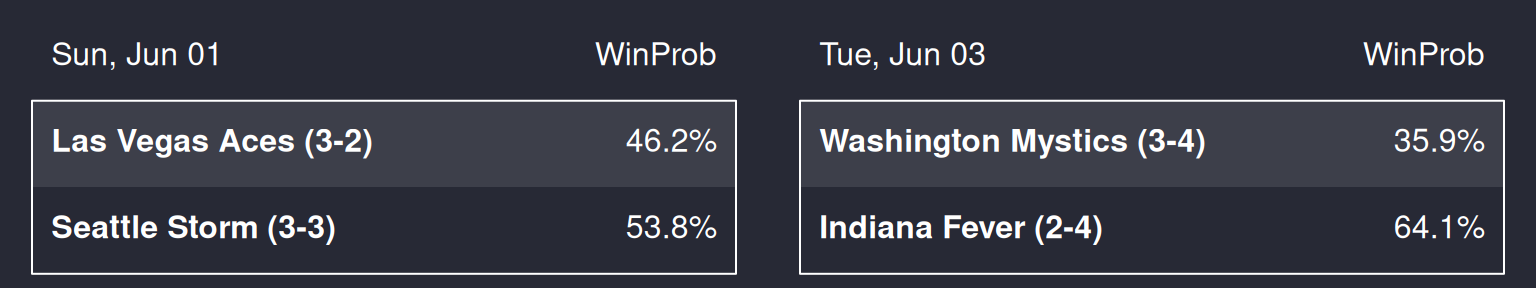 Sun, Jun 01 WinProb
Las Vegas Aces (3-2) 46.2%
Seattle Storm (3-3) 53.8%
Tue, Jun 03 WinProb
Washington Mystics (3-4) 35.9%
Indiana Fever (2-4) 64.1%